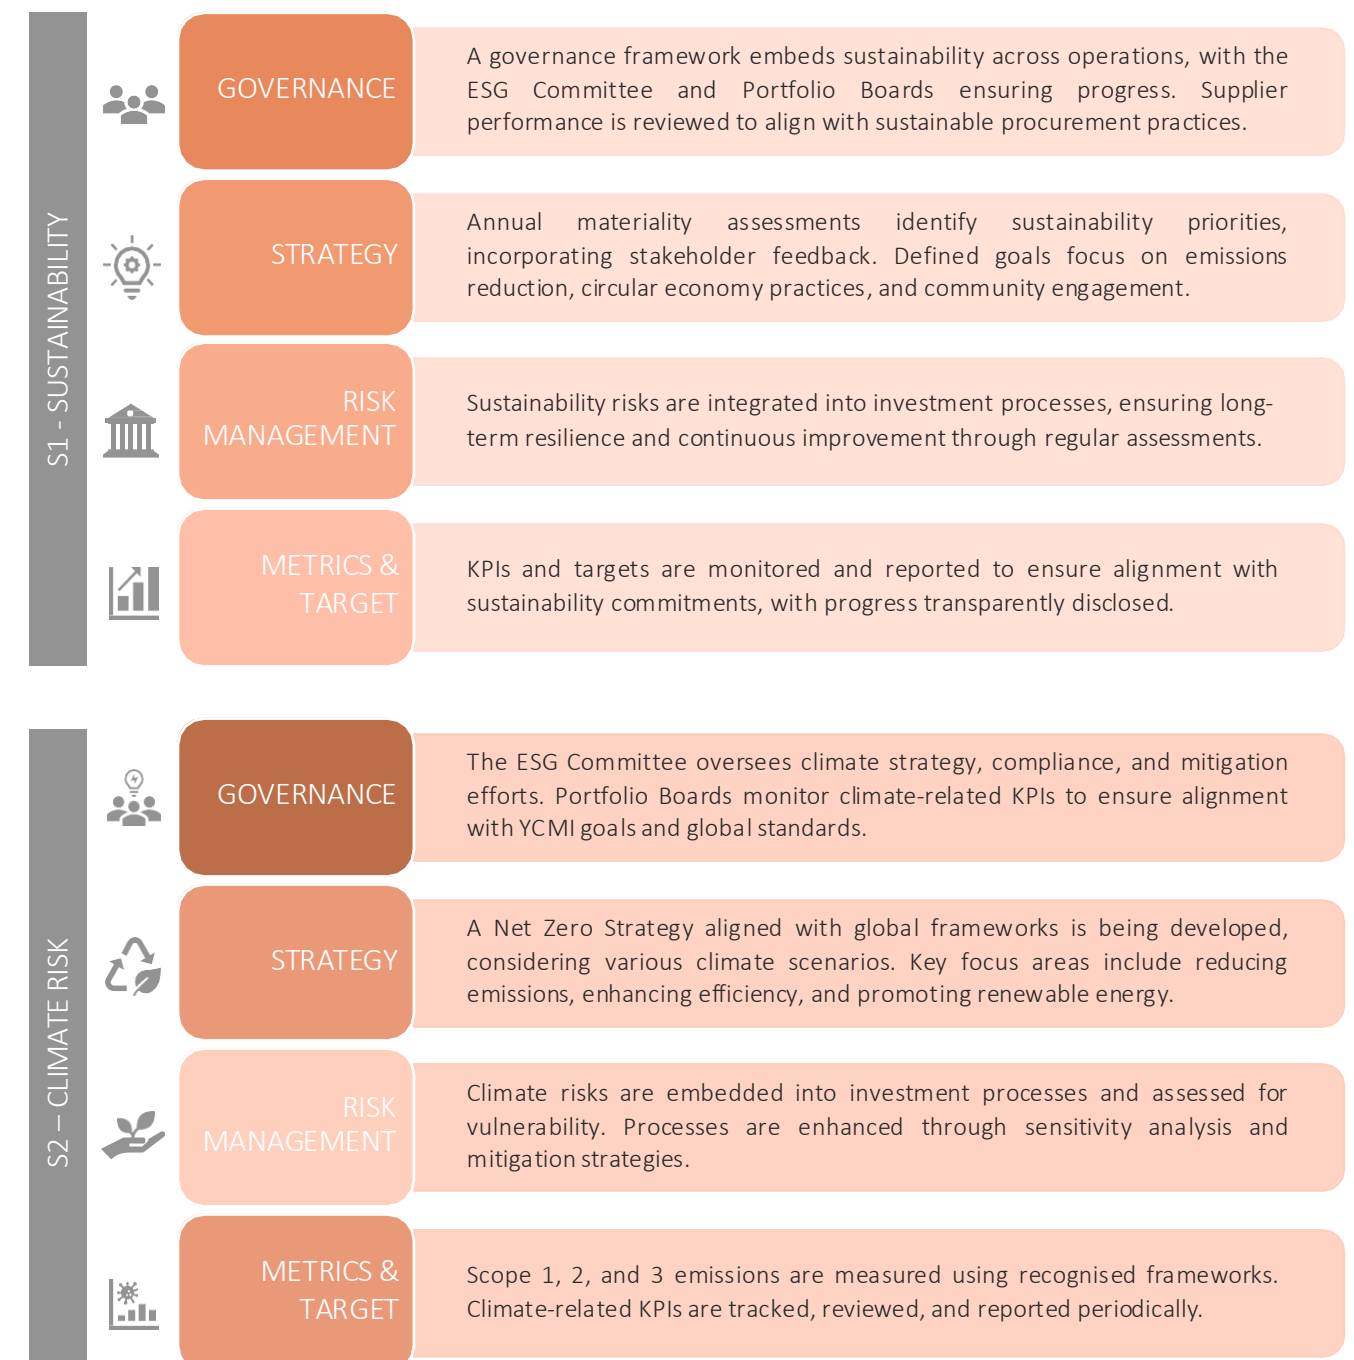 S1 - SUSTAINABILITY
GOVERNANCE
A governance framework embeds sustainability across operations, with the
ESG Committee and Portfolio Boards ensuring progress. Supplier
performance is reviewed to align with sustainable procurement practices.
STRATEGY
Annual materiality assessments identify sustainability priorities,
incorporating stakeholder feedback. Defined goals focus on emissions
reduction, circular economy practices, and community engagement.
RISK
MANAGEMENT
Sustainability risks are integrated into investment processes, ensuring long-
term resilience and continuous improvement through regular assessments.
METRICS &
TARGET
KPIs and targets are monitored and reported to ensure alignment with
sustainability commitments, with progress transparently disclosed.
S2 – CLIMATE RISK
GOVERNANCE
The ESG Committee oversees climate strategy, compliance, and mitigation
efforts. Portfolio Boards monitor climate-related KPIs to ensure alignment
with YCMI goals and global standards.
STRATEGY
A Net Zero Strategy aligned with global frameworks is being developed,
considering various climate scenarios. Key focus areas include reducing
emissions, enhancing efficiency, and promoting renewable energy.
RISK
MANAGEMENT
Climate risks are embedded into investment processes and assessed for
vulnerability. Processes are enhanced through sensitivity analysis and
mitigation strategies.
METRICS &
TARGET
Scope 1, 2, and 3 emissions are measured using recognised frameworks.
Climate-related KPIs are tracked, reviewed, and reported periodically.